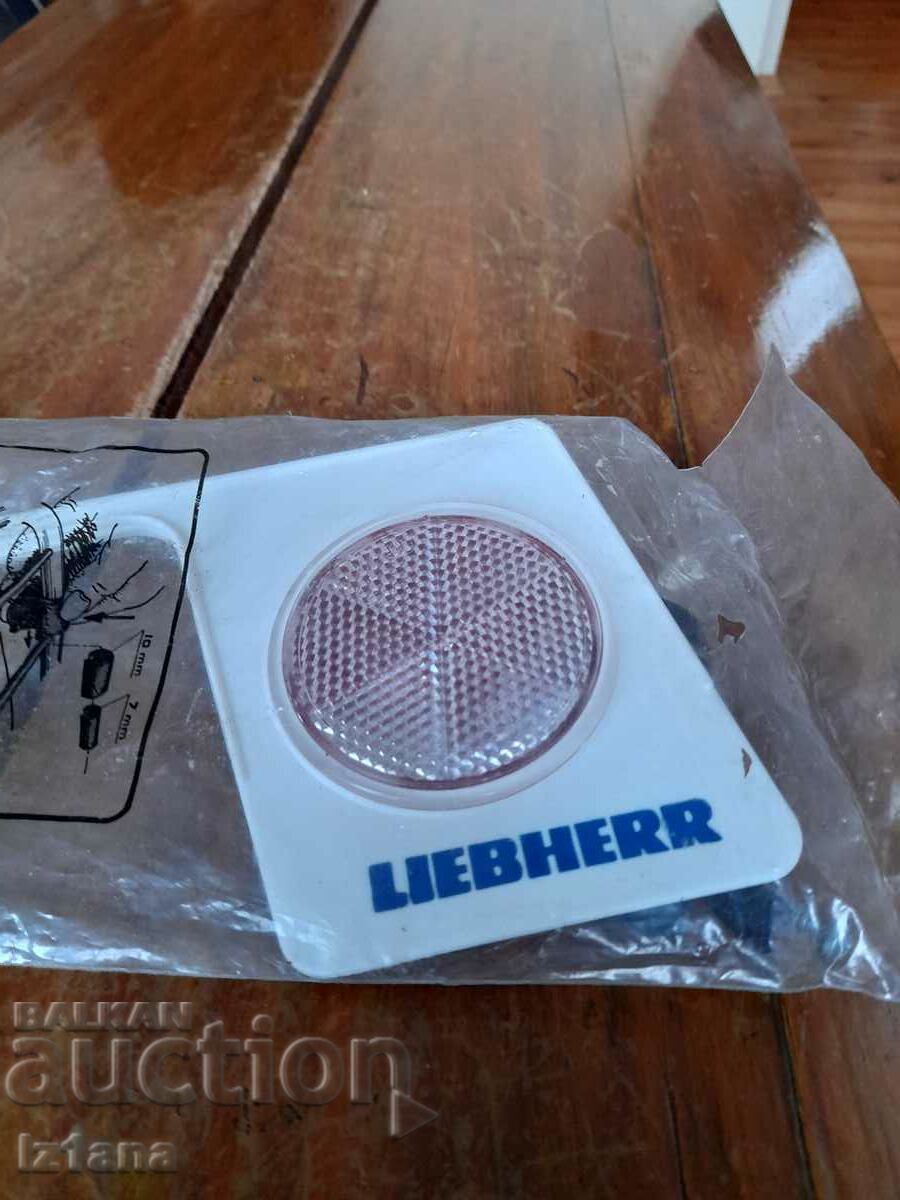 10 mm
7 mm
LIEBHERR
BALKAN
auction
Iz1ana